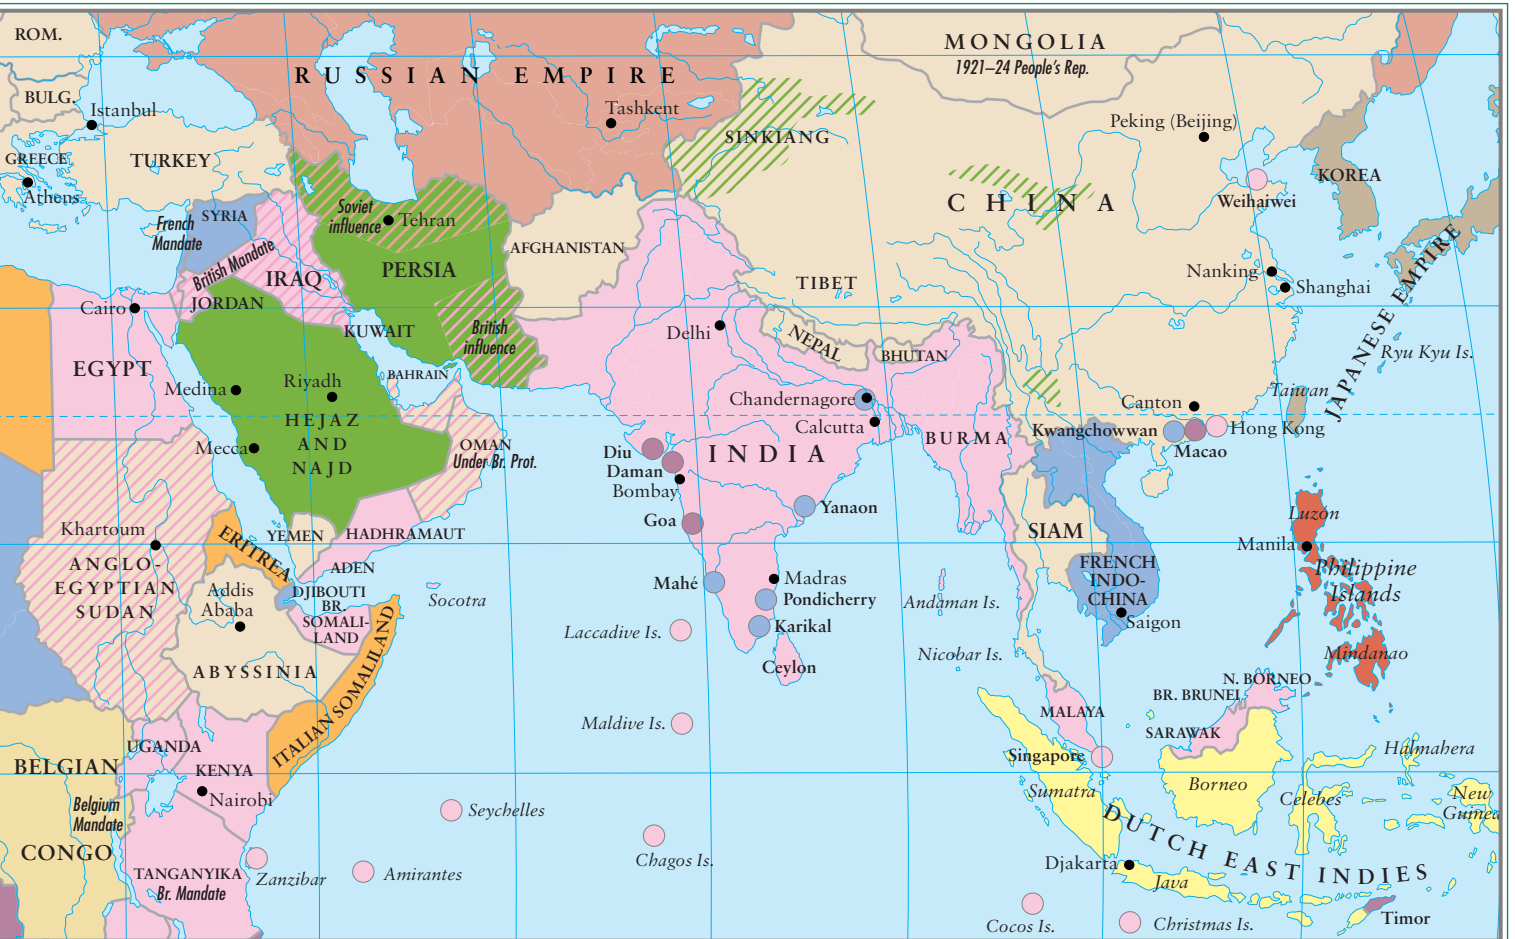 ROM.
BULG.
Istanbul
GREECE
Athens
TURKEY
RUSSIAN EMPIRE
Tashkent
MONGOLIA
1921–24 People's Rep.
SINKIANG
Peking (Beijing)
KOREA
Weihaiwei
CHINA
SYRIA
French
Mandate
British Mandate
IRAQ
JORDAN
Soviet
influence
Tehran
PERSIA
AFGHANISTAN
TIBET
Nanking
Shanghai
JAPANESE EMPIRE
Ryu Kyu Is.
Taiwan
Cairo
EGYPT
KUWAIT
British
influence
BAHRAIN
Delhi
NEPAL
BHUTAN
Medina
Riyadh
HEJAZ
AND
NAJD
Mecca
OMAN
Under Br. Prot.
Chandernagore
Calcutta
INDIA
BURMA
Canton
Kwangchowwan
Hong Kong
Macao
Diu
Daman
Bombay
Goa
Yanaon
Khartoum
ANGLO-
EGYPTIAN
SUDAN
ERITREA
YEMEN
HADHRAMAUT
ADEN
Addis
Ababa
DJIBOUTI
BR.
SOMALI-
LAND
Socotra
SIAM
FRENCH
INDO-
CHINA
Saigon
Luzon
Manila
Philippine
Islands
Mindanao
Mahé
Madras
Pondicherry
Karikal
Ceylon
Laccadive Is.
Andaman Is.
Nicobar Is.
ABYSSINIA
ITALIAN SOMALILAND
Maldive Is.
MALAYA
Singapore
N. BORNEO
BR. BRUNEI
SARAWAK
Borneo
Sumatra
Celebes
Halmahera
New
Guinea
UGANDA
KENYA
Nairobi
BELGIAN
CONGO
Belgium
Mandate
TANGANYIKA
Br. Mandate
Zanzibar
Amirantes
Seychelles
Chagos Is.
DUTCH EAST INDIES
Djakarta
Java
Timor
Cocos Is.
Christmas Is.